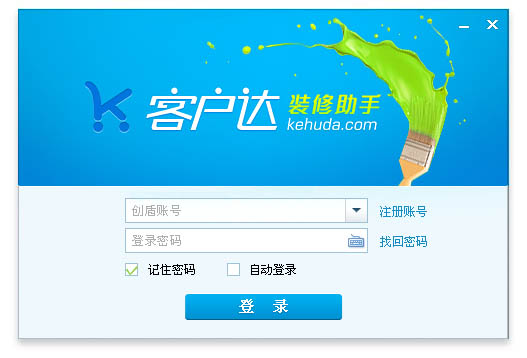 客户达 装修助手
kehuda.com
创盾账号 注册账号
登录密码 找回密码
记住密码 自动登录
登 录